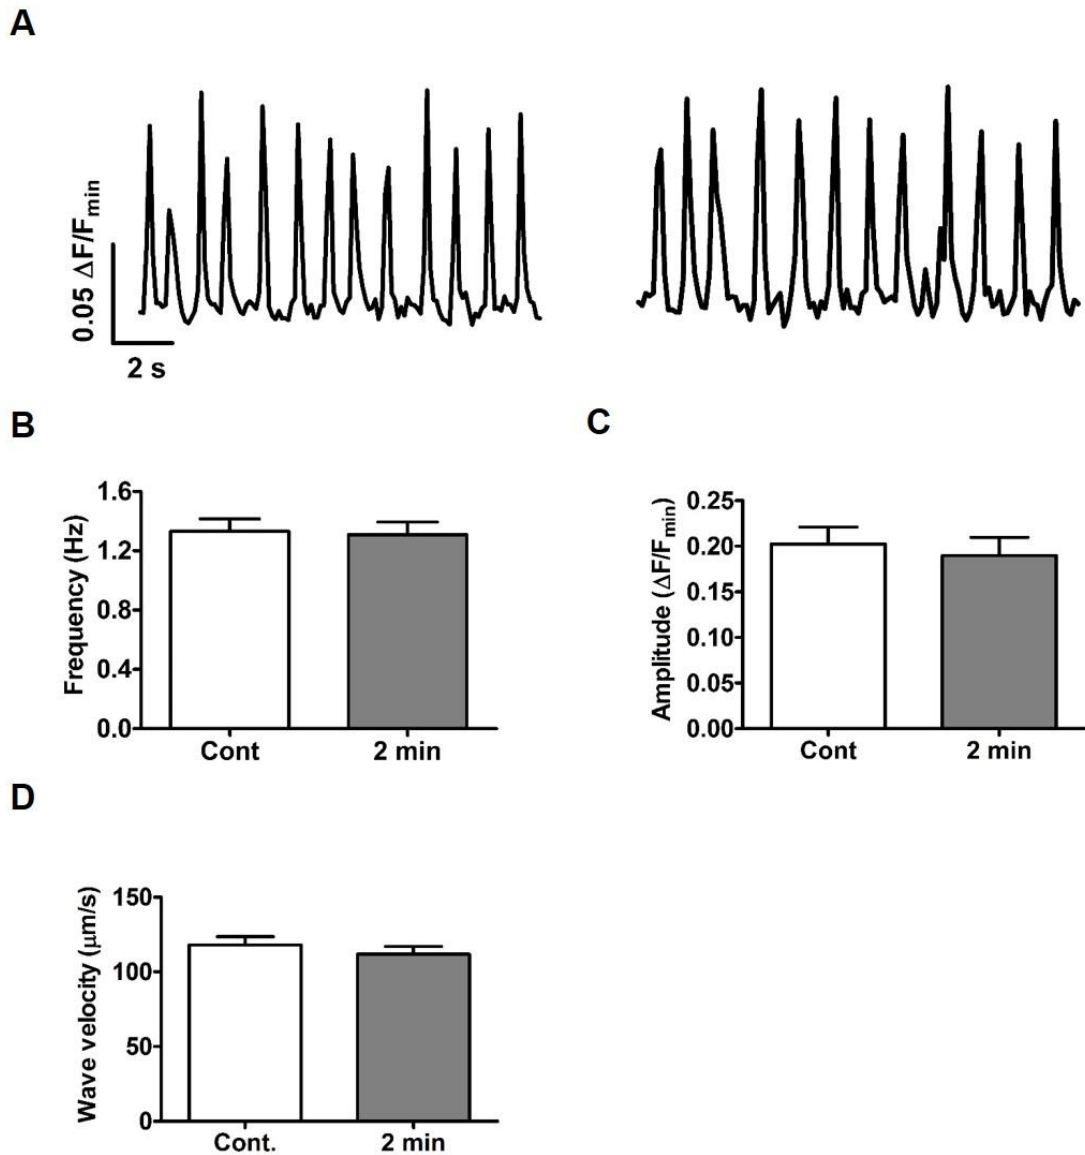 A
0.05 ΔF/Fmin
2 s
B
Frequency (Hz)
1.6
1.2
0.8
0.4
0.0
Cont
2 min
C
Amplitude (ΔF/Fmin)
0.25
0.20
0.15
0.10
0.05
0.00
Cont
2 min
D
Wave velocity (μm/s)
150
100
50
0
Cont.
2 min